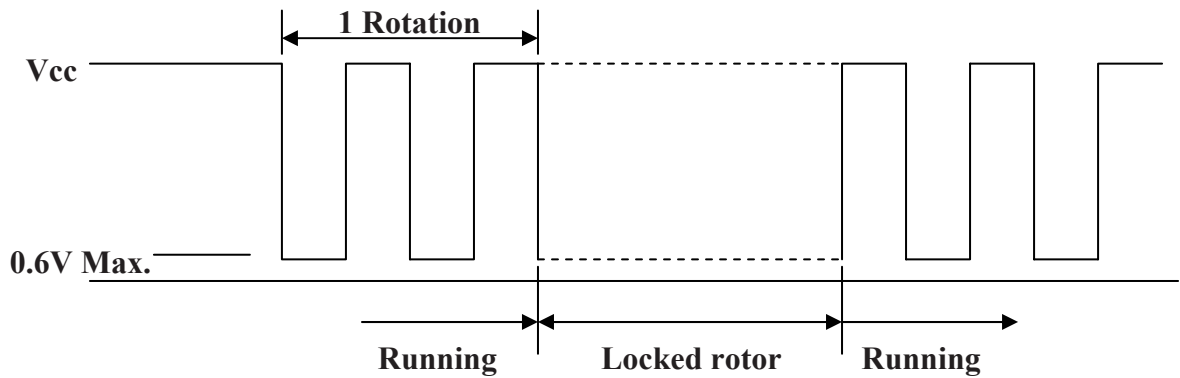 1 Rotation
Vcc
0.6V Max.
Running
Locked rotor
Running